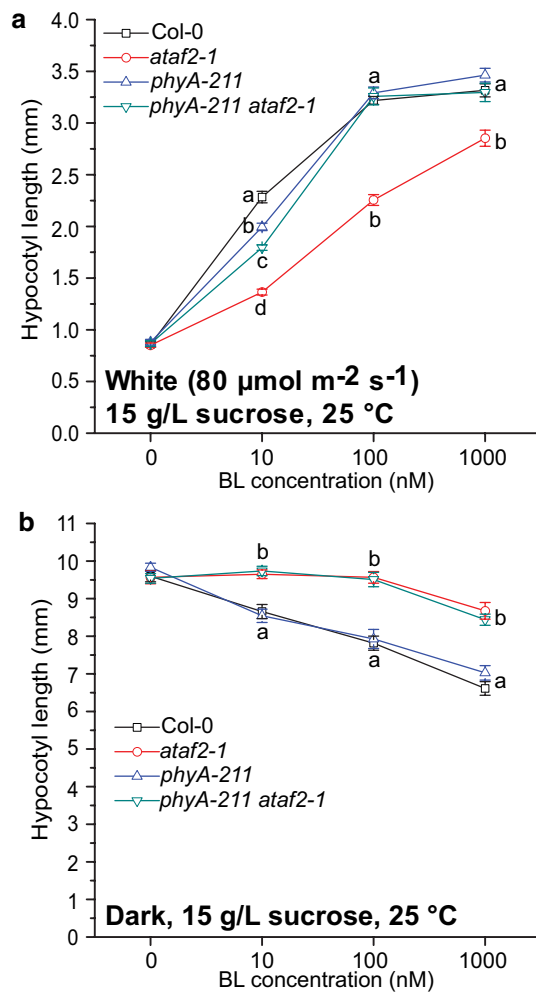 a
Col-0
ataf2-1
phyA-211
phyA-211 ataf2-1
Hypocotyl length (mm)
4.0
3.5
3.0
2.5
2.0
1.5
1.0
0.5
0.0
a
b
c
d
a
b
a
b
White (80 µmol m-2 s-1)
15 g/L sucrose, 25 °C
0 10 100 1000
BL concentration (nM)
b
Hypocotyl length (mm)
11
10
9
8
7
6
5
4
3
2
1
0
b
a
b
a
b
a
Col-0
ataf2-1
phyA-211
phyA-211 ataf2-1
Dark, 15 g/L sucrose, 25 °C
0 10 100 1000
BL concentration (nM)